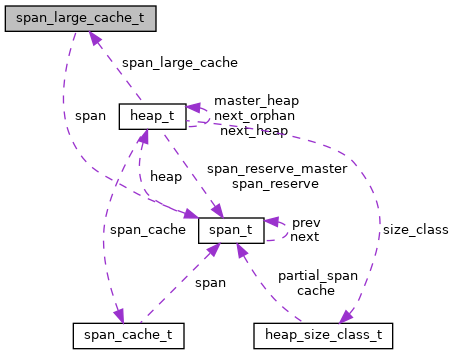 span_large_cache_t
span_large_cache
master_heap
next_orphan
next_heap
heap_t
span
heap
span_reserve_master
span_reserve
span_cache
span_t
prev
next
size_class
span
partial_span
cache
span_cache_t
heap_size_class_t